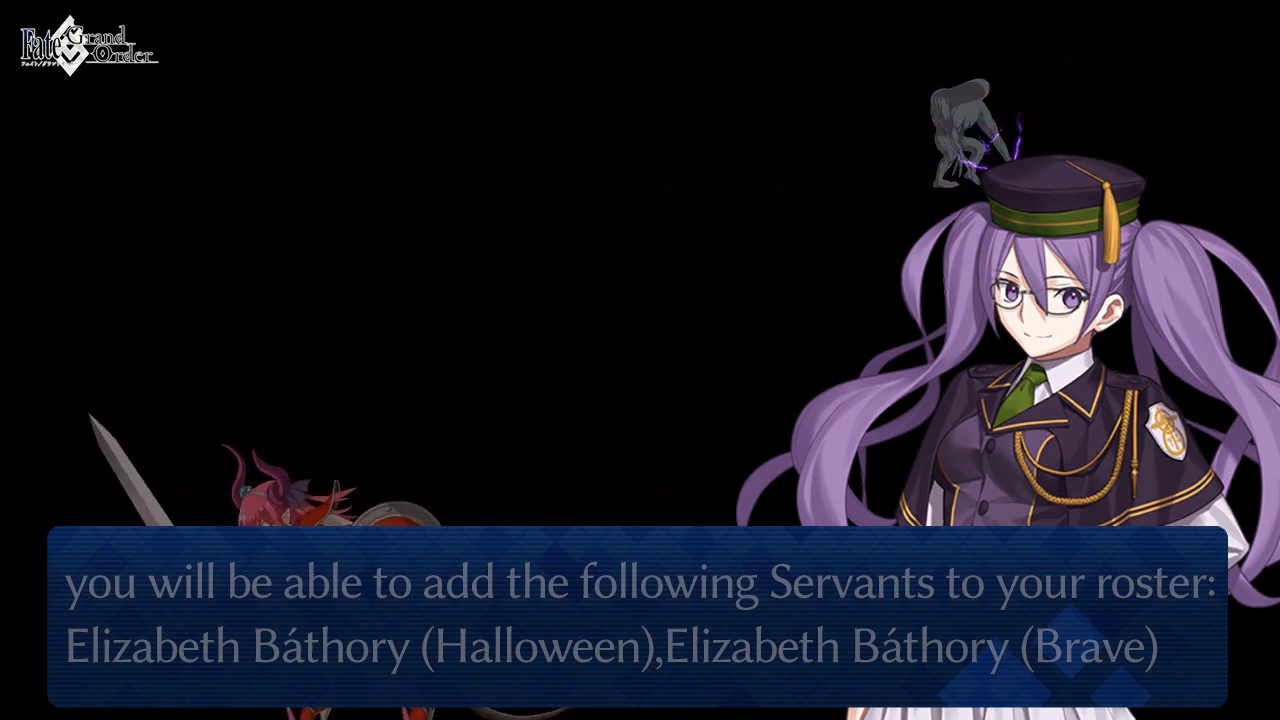 Fate
Grand
Order
you will be able to add the following Servants to your roster:
Elizabeth Báthory (Halloween),Elizabeth Báthory (Brave)